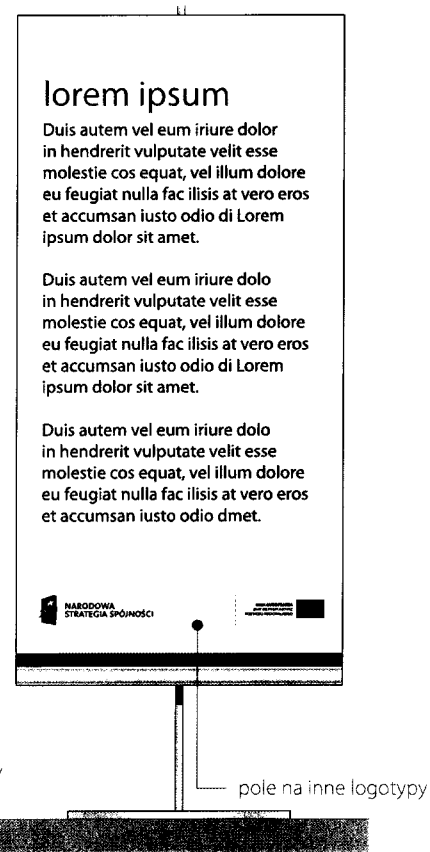 lorem ipsum
Duis autem vel eum iriure dolor
in hendrerit vulputate velit esse
molestie cos equat, vel illum dolore
eu feugiat nulla fac ilisis at vero eros
et accumsan iusto odio di Lorem
ipsum dolor sit amet.
Duis autem vel eum iriure dolo
in hendrerit vulputate velit esse
molestie cos equat, vel illum dolore
eu feugiat nulla fac ilisis at vero eros
et accumsan iusto odio di Lorem
ipsum dolor sit amet.
Duis autem vel eum iriure dolo
in hendrerit vulputate velit esse
molestie cos equat, vel illum dolore
eu feugiat nulla fac ilisis at vero eros
et accumsan iusto odio dmet.
NARODOWA
STRATEGIA SPÓJNOŚCI
pole na inne logotypy